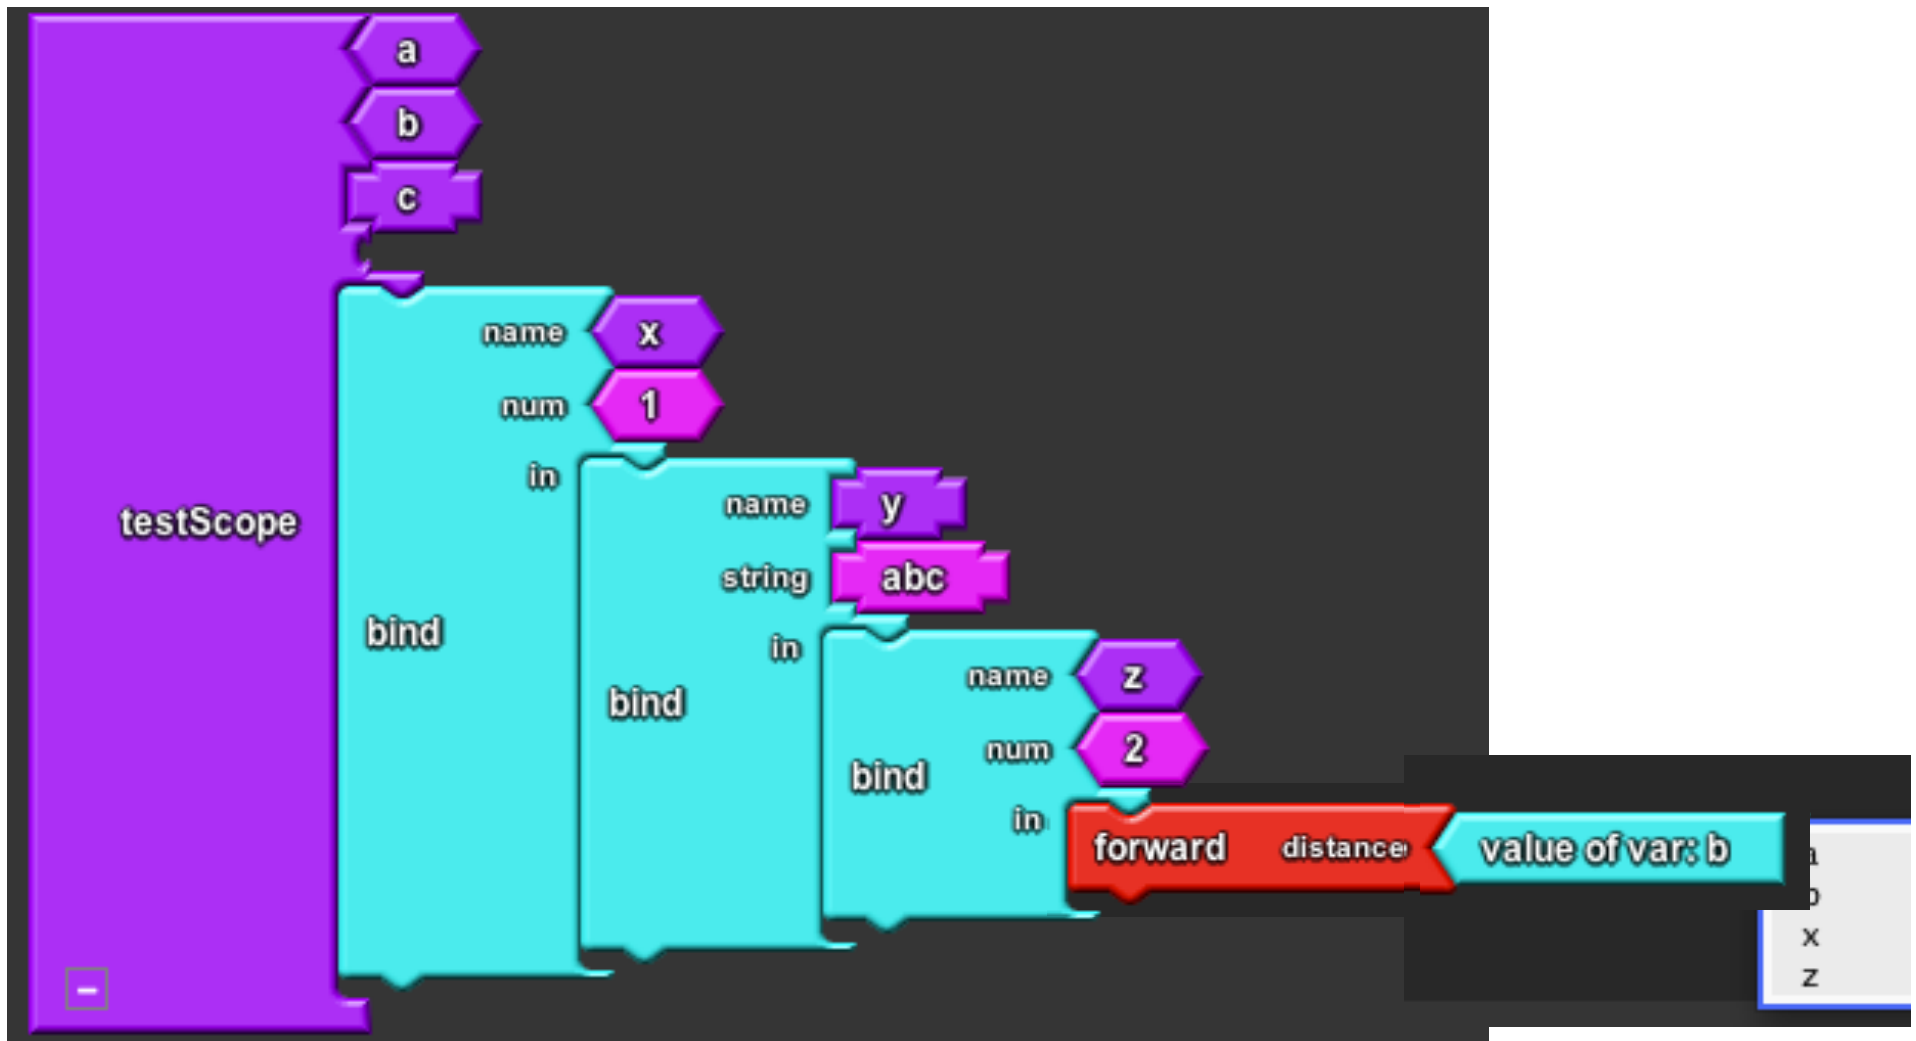 a
b
c
name x
num 1
in
name y
testScope
string abc
bind
in
name z
bind
num 2
bind
in
forward distance value of var: b
x
z
−